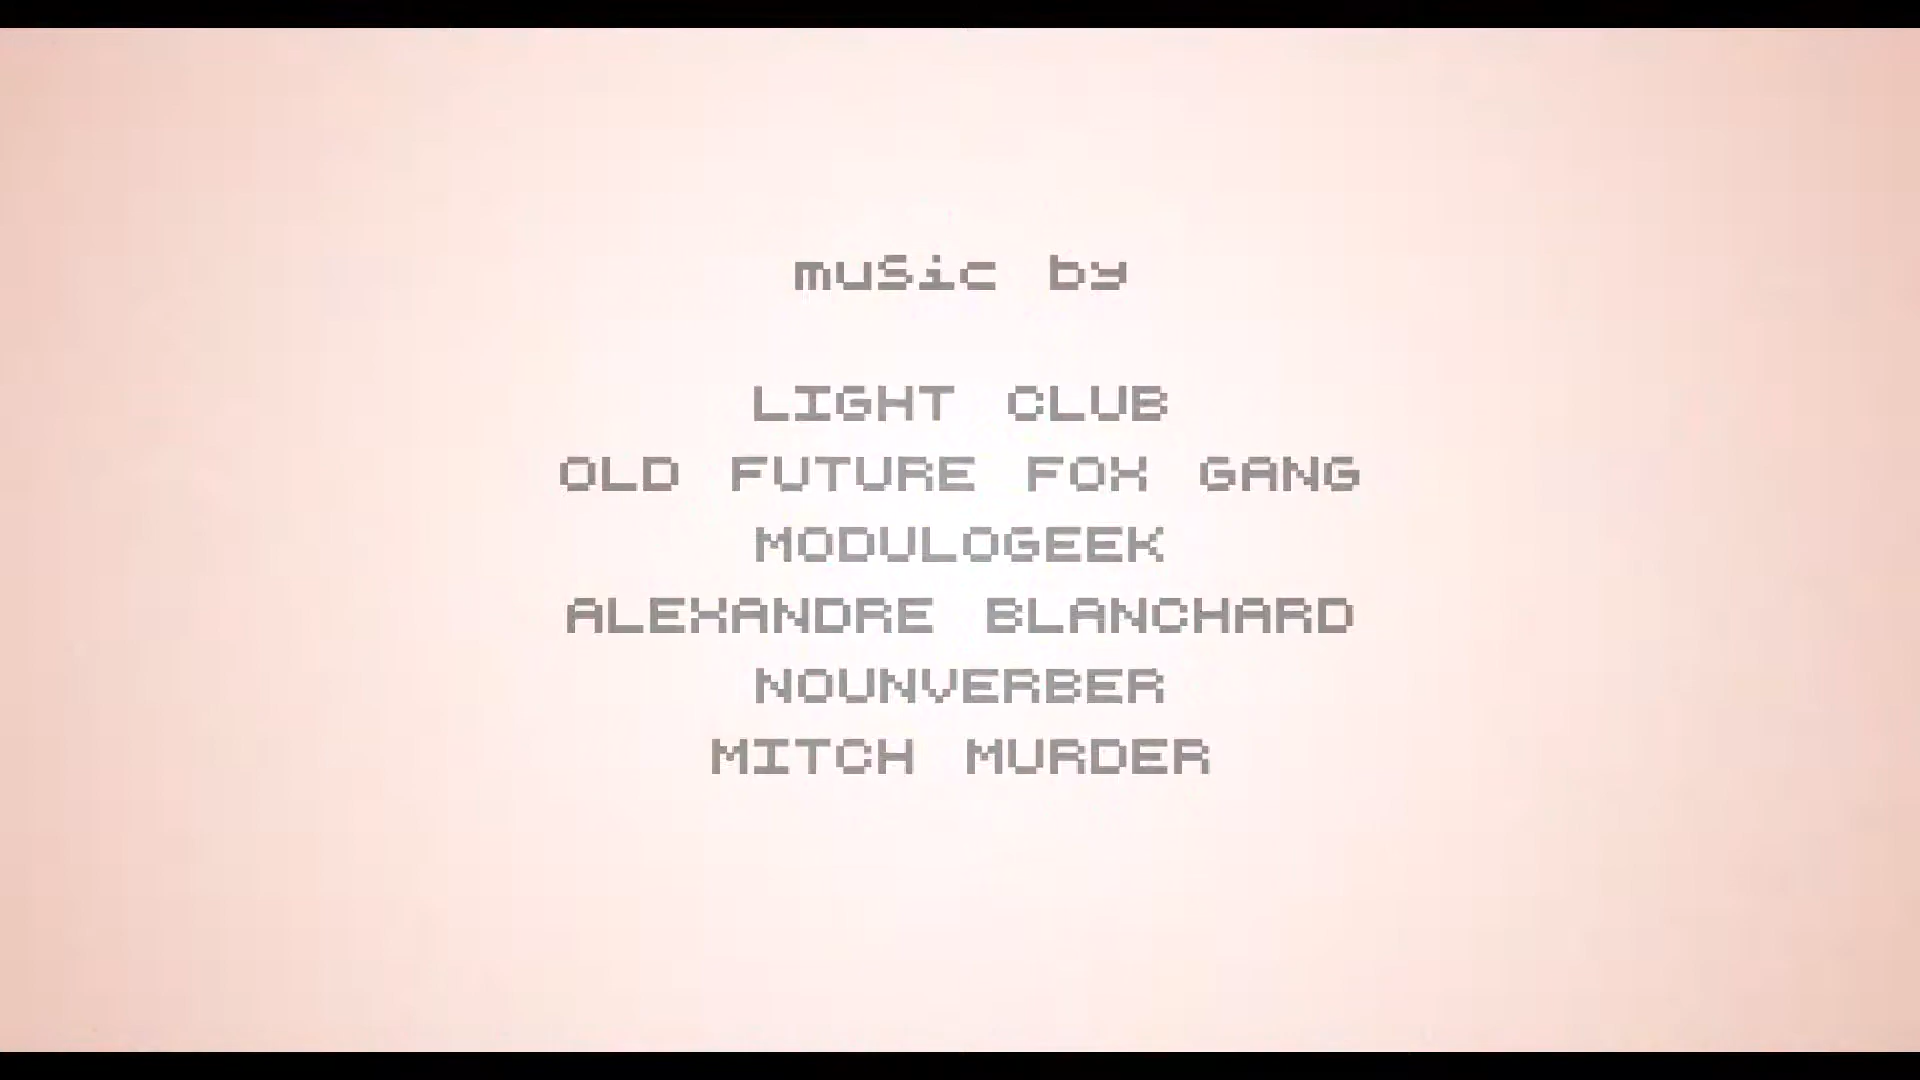 music by
LIGHT CLUB
OLD FUTURE FOX GANG
MODULOGEEK
ALEXANDRE BLANCHARD
NOUNVERBER
MITCH MURDER